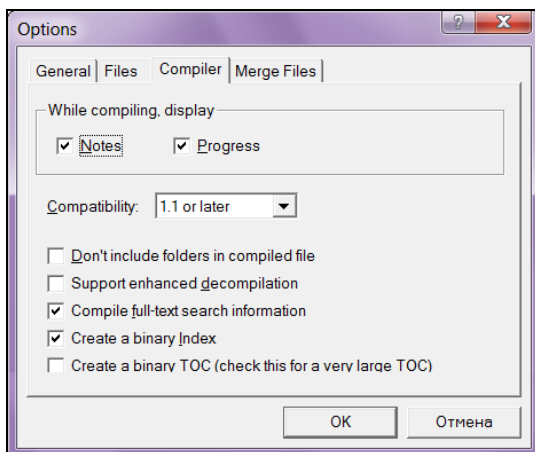 Options
General Files Compiler Merge Files
While compiling, display
Notes Progress
Compatibility: 1.1 or later
Don't include folders in compiled file
Support enhanced decompilation
Compile full-text search information
Create a binary Index
Create a binary TOC (check this for a very large TOC)
OK Отмена